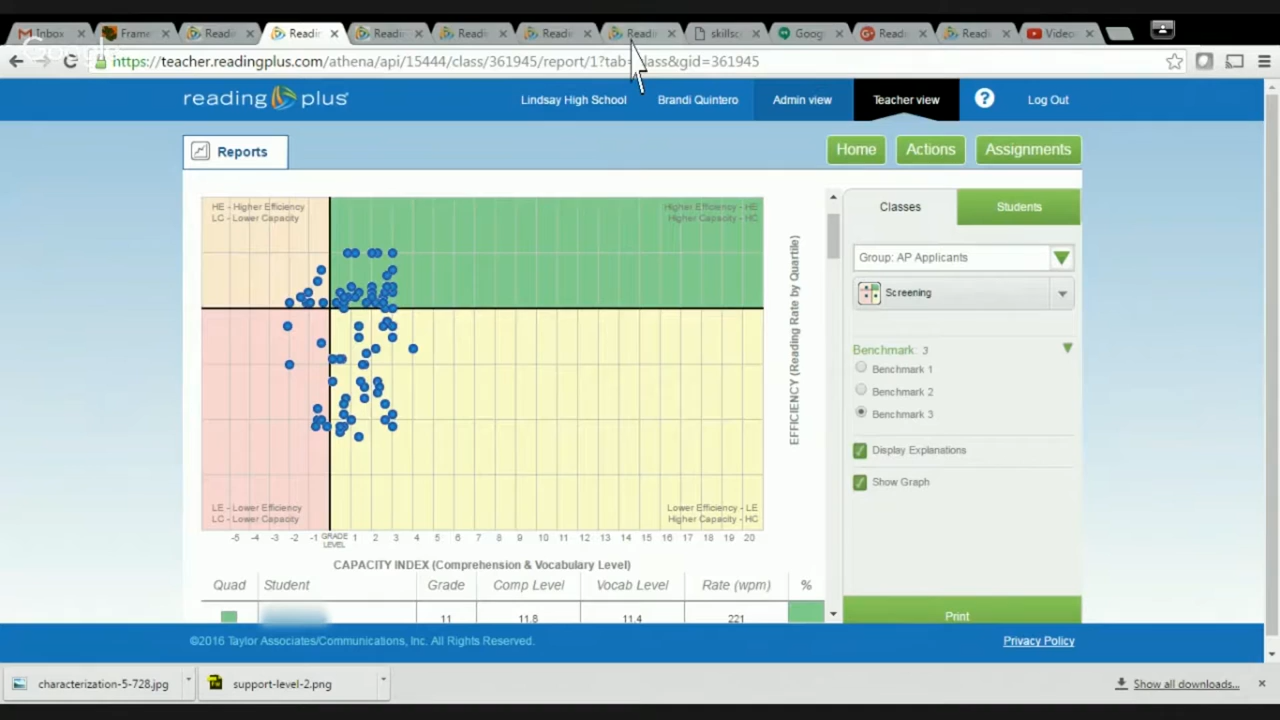 Inbox
Frame
Readi
Readin
Readi
Readi
Readi
Readi
skillsc
Goog
Readi
Readi
Video
Google
https://teacher.readingplus.com/athena/api/15444/class/361945/report/1?tab=class&gid=361945
reading plus
Lindsay High School
Brandi Quintero
Admin view
Teacher view
?
Log Out
Reports
Home
Actions
Assignments
HE - Higher Efficiency
LC - Lower Capacity
Higher Efficiency - HE
Higher Capacity - HC
LE - Lower Efficiency
LC - Lower Capacity
Lower Efficiency - LE
Higher Capacity - HC
-5 -4 -3 -2 -1 GRADE LEVEL 1 2 3 4 5 6 7 8 9 10 11 12 13 14 15 16 17 18 19 20
CAPACITY INDEX (Comprehension & Vocabulary Level)
EFFICIENCY (Reading Rate by Quartile)
Quad Student Grade Comp Level Vocab Level Rate (wpm) %
11 11.8 11.4 221
Classes
Students
Group: AP Applicants
Screening
Benchmark: 3
Benchmark 1
Benchmark 2
Benchmark 3
Display Explanations
Show Graph
Print
©2016 Taylor Associates/Communications, Inc. All Rights Reserved.
Privacy Policy
characterization-5-728.jpg
support-level-2.png
Show all downloads...